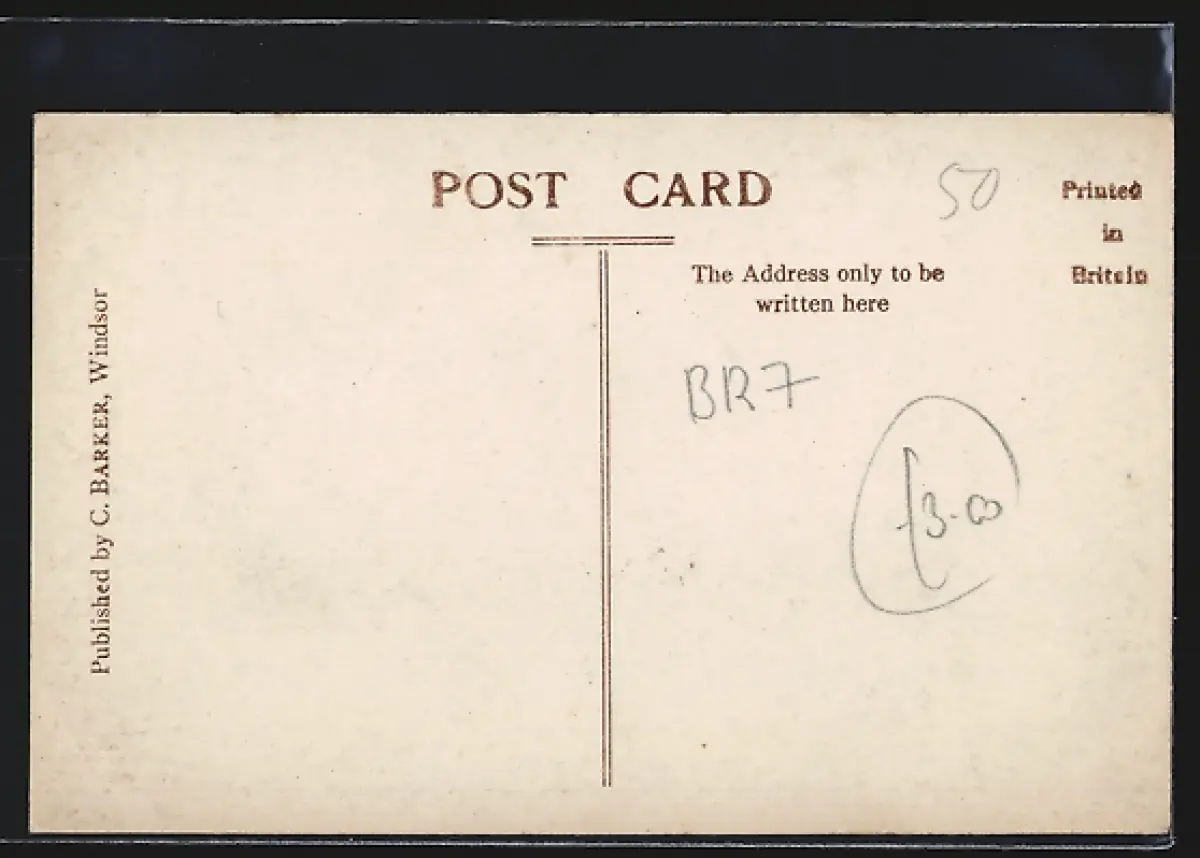 POST CARD
50
Printed
in
Britain
The Address only to be
written here
Published by C. BARKER, Windsor
BR7
£3-00